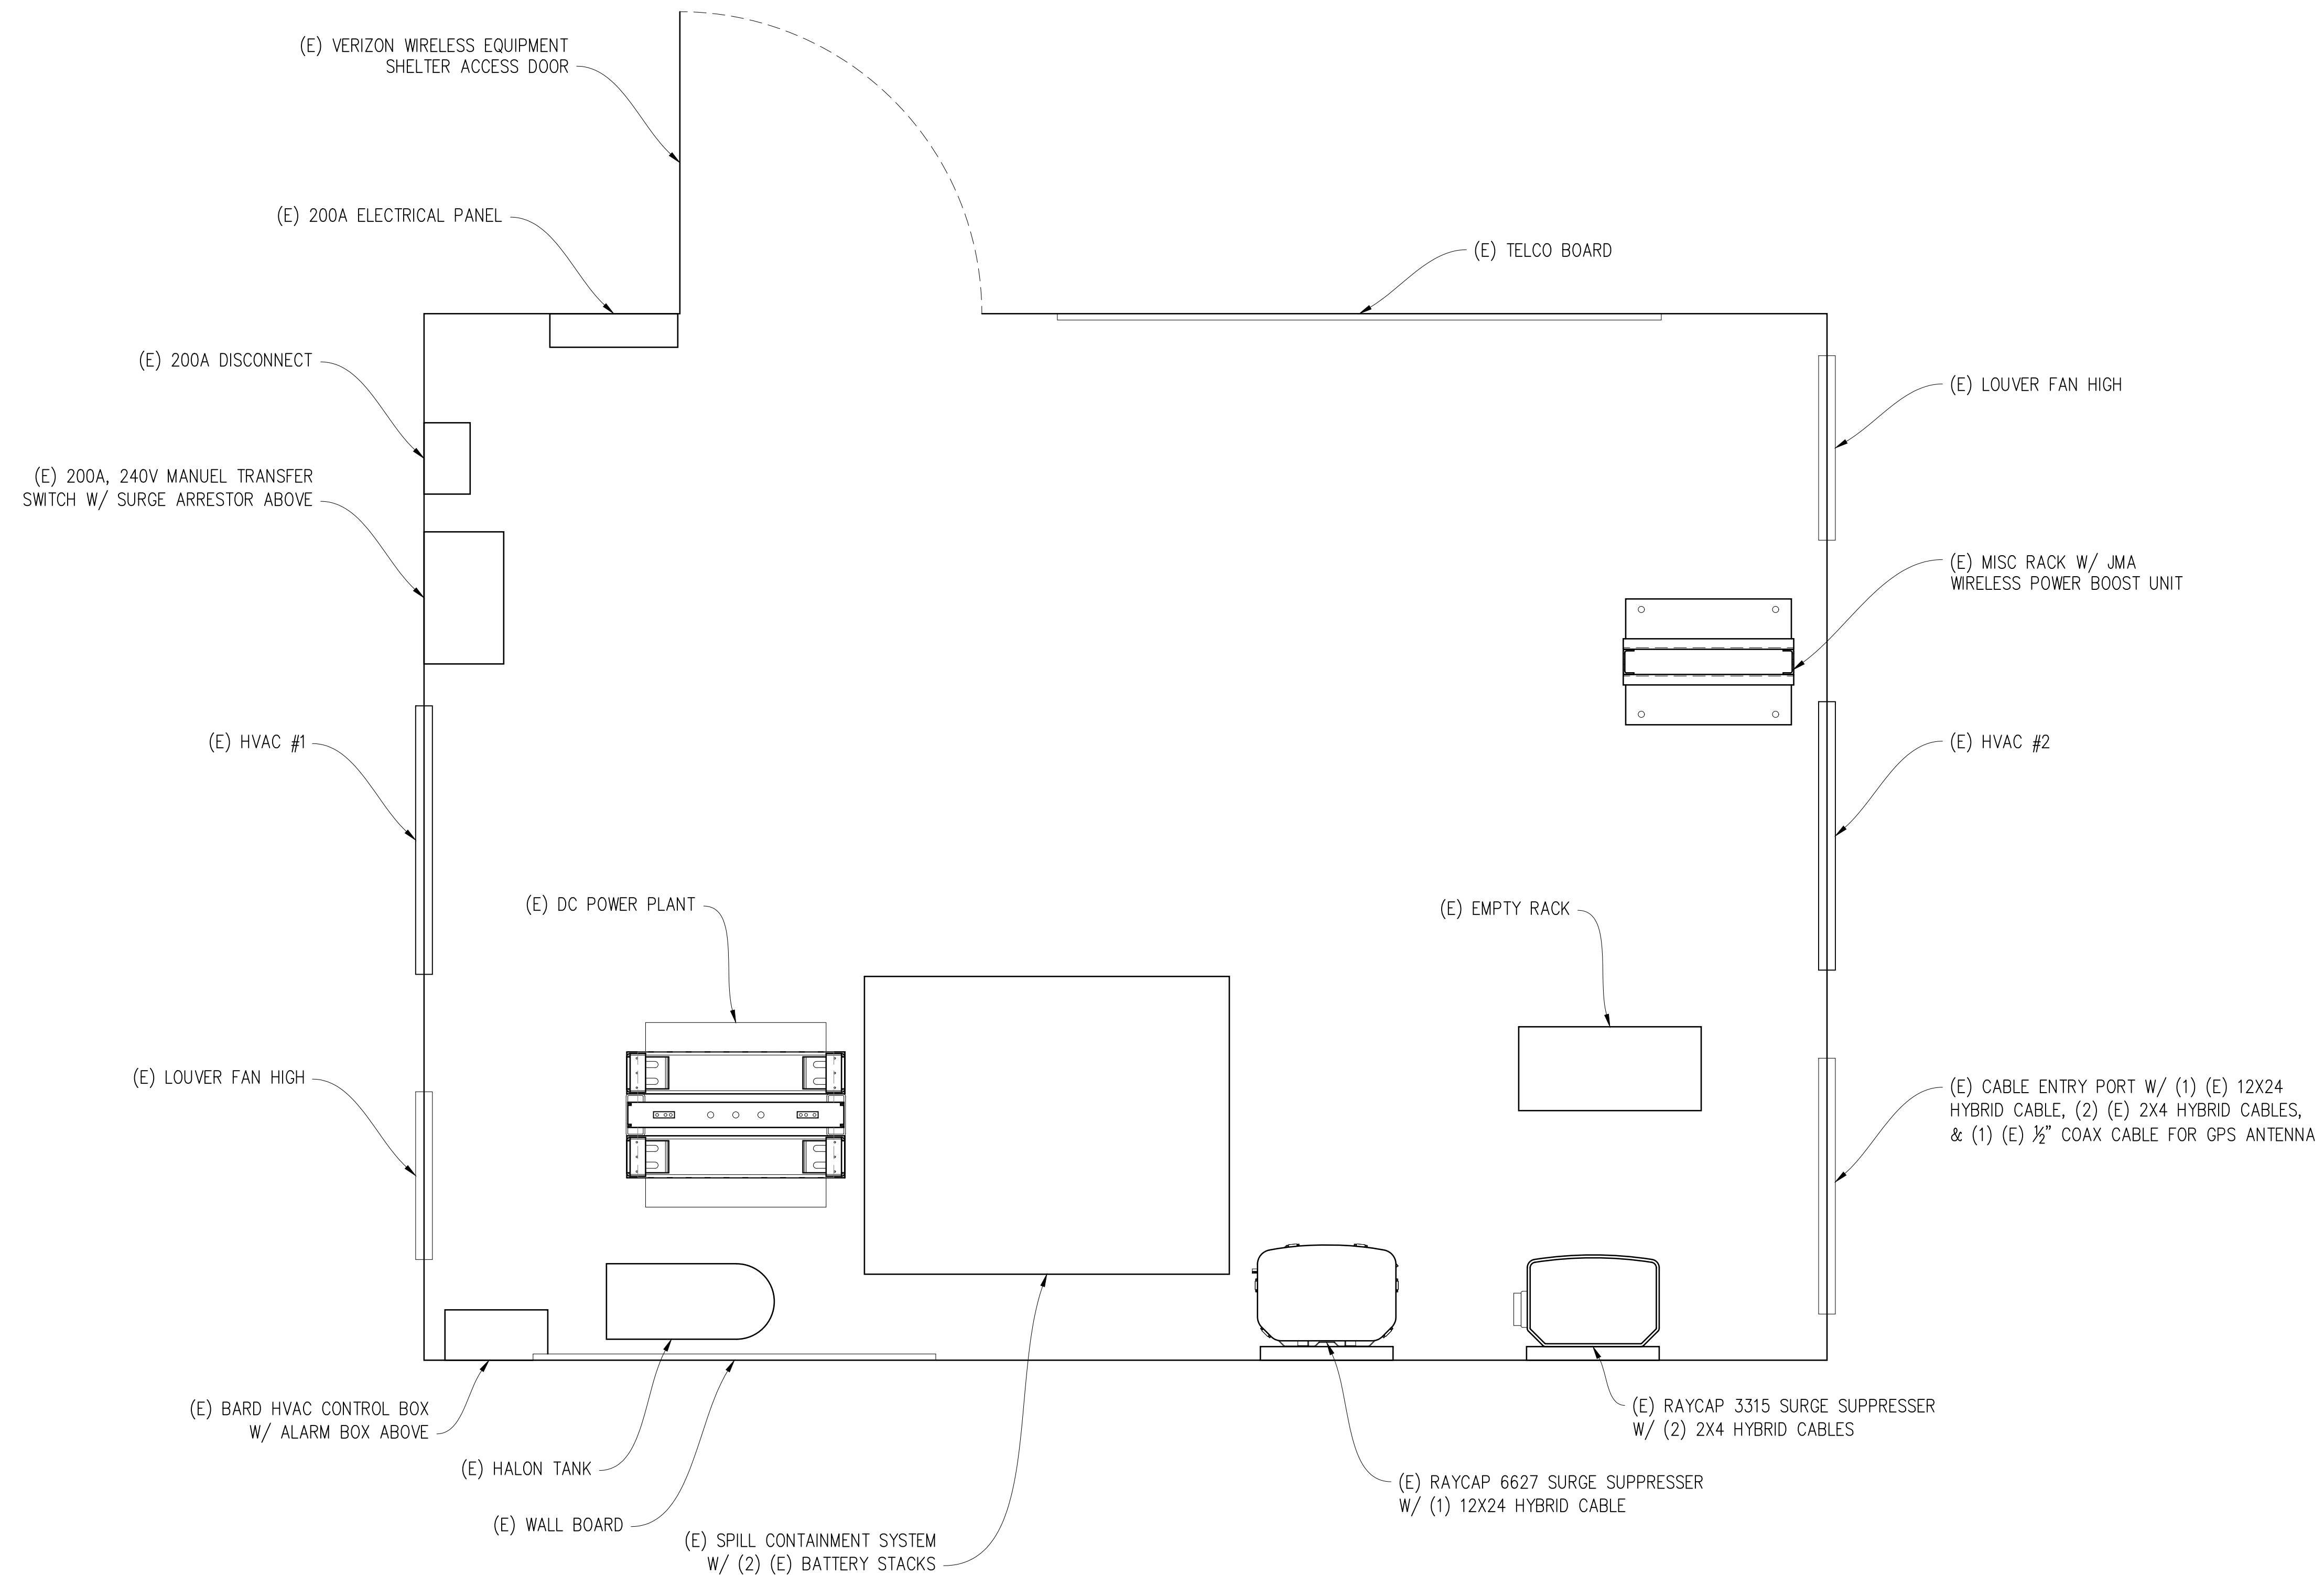 (E) VERIZON WIRELESS EQUIPMENT
SHELTER ACCESS DOOR
(E) 200A ELECTRICAL PANEL
(E) TELCO BOARD
(E) 200A DISCONNECT
(E) LOUVER FAN HIGH
(E) 200A, 240V MANUEL TRANSFER
SWITCH W/ SURGE ARRESTOR ABOVE
(E) MISC RACK W/ JMA
WIRELESS POWER BOOST UNIT
(E) HVAC #1
(E) HVAC #2
(E) DC POWER PLANT
(E) EMPTY RACK
(E) LOUVER FAN HIGH
(E) CABLE ENTRY PORT W/ (1) (E) 12X24
HYBRID CABLE, (2) (E) 2X4 HYBRID CABLES,
& (1) (E) ½" COAX CABLE FOR GPS ANTENNA
(E) BARD HVAC CONTROL BOX
W/ ALARM BOX ABOVE
(E) RAYCAP 3315 SURGE SUPPRESSER
W/ (2) 2X4 HYBRID CABLES
(E) HALON TANK
(E) RAYCAP 6627 SURGE SUPPRESSER
W/ (1) 12X24 HYBRID CABLE
(E) WALL BOARD
(E) SPILL CONTAINMENT SYSTEM
W/ (2) (E) BATTERY STACKS